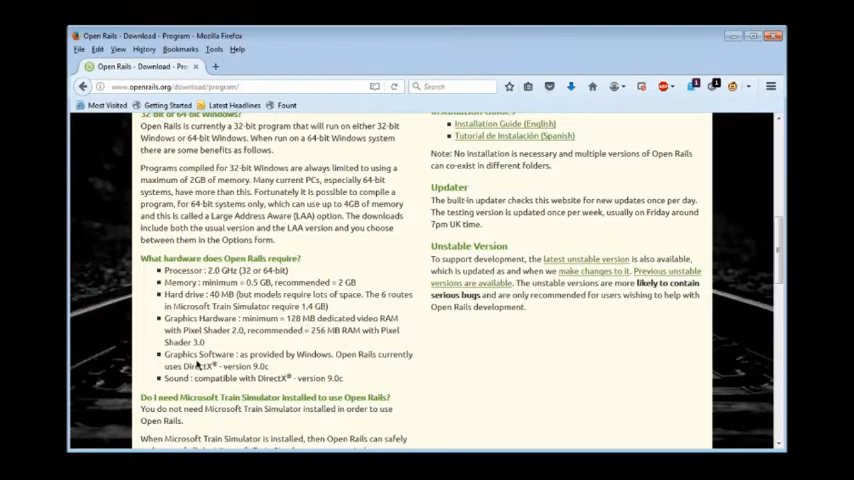 Open Rails - Download - Program - Mozilla Firefox
File Edit View History Bookmarks Tools Help
Open Rails - Download - Pro
www.openrails.org/download/program/
Search
1
1
Most Visited Getting Started Latest Headlines Fount
32-bit or 64-bit Windows?
Open Rails is currently a 32-bit program that will run on either 32-bit
Windows or 64-bit Windows. When run on a 64-bit Windows system
there are some benefits as follows.
Programs compiled for 32-bit Windows are always limited to using a
maximum of 2GB of memory. Many current PCs, especially 64-bit
systems, have more than this. Fortunately it is possible to compile a
program, for 64-bit systems only, which can use up to 4GB of memory
and this is called a Large Address Aware (LAA) option. The downloads
include both the usual version and the LAA version and you choose
between them in the Options form.
What hardware does Open Rails require?
Processor : 2.0 GHz (32 or 64-bit)
Memory : minimum = 0.5 GB, recommended = 2 GB
Hard drive : 40 MB (but models require lots of space. The 6 routes
in Microsoft Train Simulator require 1.4 GB)
Graphics Hardware : minimum = 128 MB dedicated video RAM
with Pixel Shader 2.0, recommended = 256 MB RAM with Pixel
Shader 3.0
Graphics Software : as provided by Windows. Open Rails currently
uses DirectX® - version 9.0c
Sound : compatible with DirectX® - version 9.0c
Do I need Microsoft Train Simulator installed to use Open Rails?
You do not need Microsoft Train Simulator installed in order to use
Open Rails.
When Microsoft Train Simulator is installed, then Open Rails can safely
Installation Guide (English)
Tutorial de Instalación (Spanish)
Note: No installation is necessary and multiple versions of Open Rails
can co-exist in different folders.
Updater
The built-in updater checks this website for new updates once per day.
The testing version is updated once per week, usually on Friday around
7pm UK time.
Unstable Version
To support development, the latest unstable version is also available,
which is updated as and when we make changes to it. Previous unstable
versions are available. The unstable versions are more likely to contain
serious bugs and are only recommended for users wishing to help with
Open Rails development.